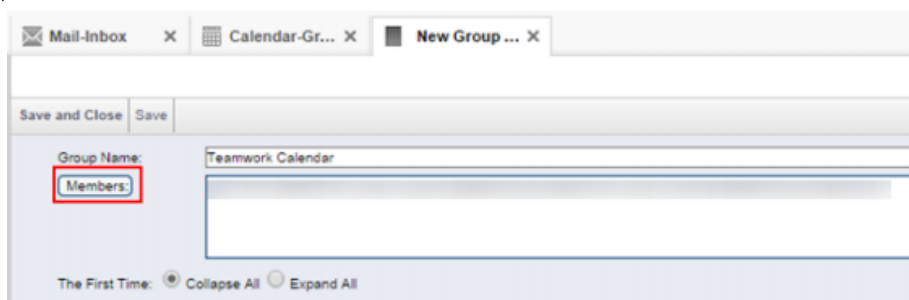 Mail-Inbox X Calendar-Gr... X New Group ... X
Save and Close Save
Group Name: Teamwork Calendar
Members:
The First Time: Collapse All Expand All